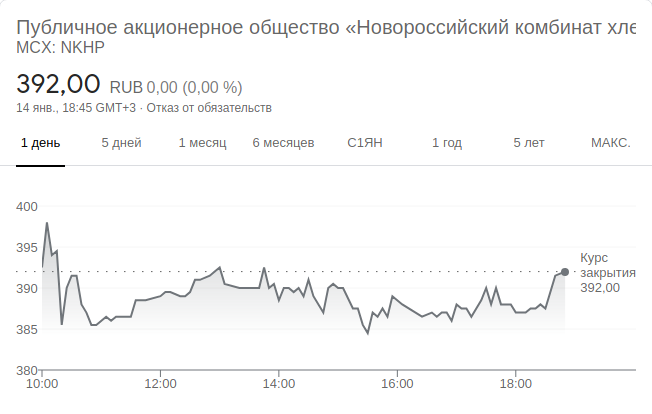 Публичное акционерное общество «Новороссийский комбинат хле
MCX: NKHP
392,00 RUB 0,00 (0,00 %)
14 янв., 18:45 GMT+3 · Отказ от обязательств
1 день 5 дней 1 месяц 6 месяцев С1ЯН 1 год 5 лет МАКС.
400
395
390
385
380
Курс
закрытия
392,00
10:00 12:00 14:00 16:00 18:00